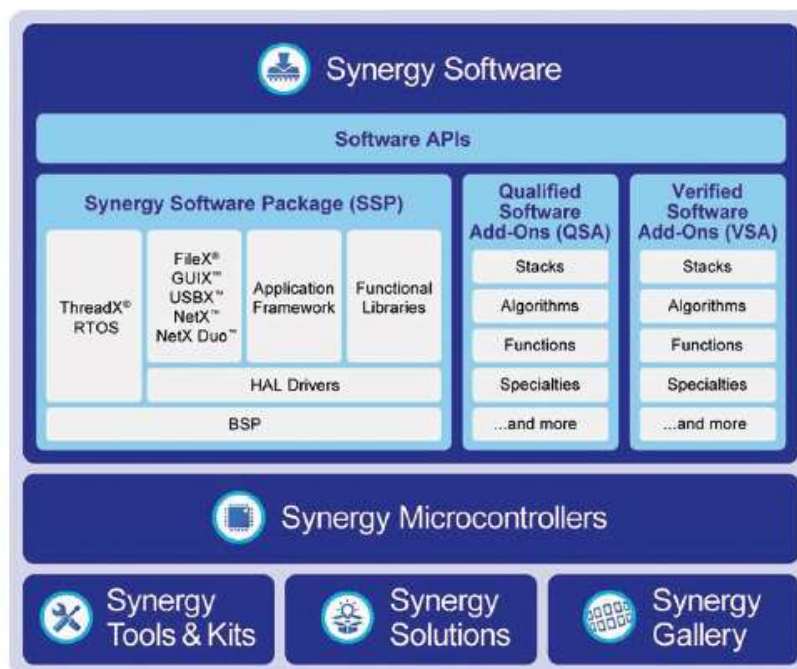 Synergy Software
Software APIs
Synergy Software Package (SSP)
ThreadX®
RTOS
FileX®
GUIX™
USBX™
NetX™
NetX Duo™
Application
Framework
Functional
Libraries
HAL Drivers
BSP
Qualified
Software
Add-Ons (QSA)
Stacks
Algorithms
Functions
Specialties
...and more
Verified
Software
Add-Ons (VSA)
Stacks
Algorithms
Functions
Specialties
...and more
Synergy Microcontrollers
Synergy
Tools & Kits
Synergy
Solutions
Synergy
Gallery